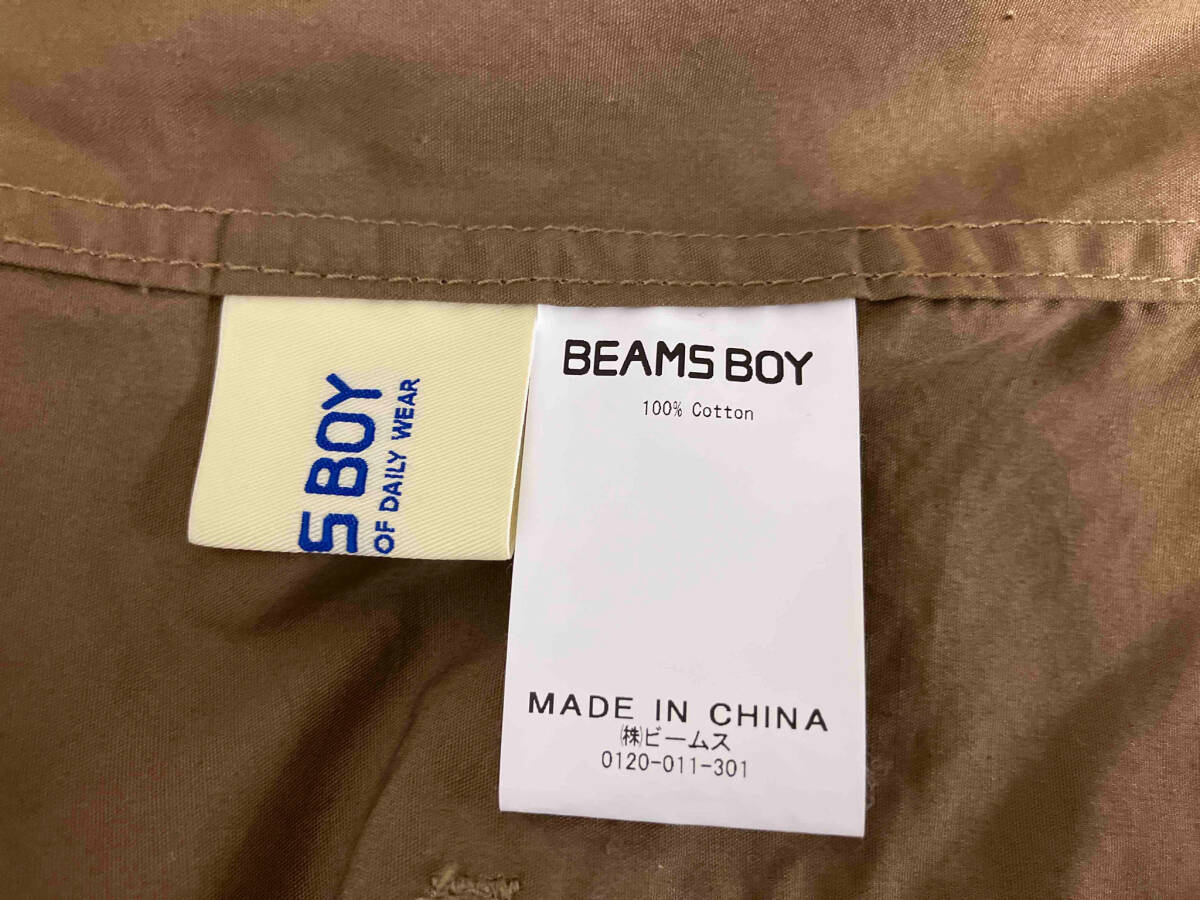 S BOY
OF DAILY WEAR
BEAMS BOY
100% Cotton
MADE IN CHINA
㈱ビームス
0120-011-301